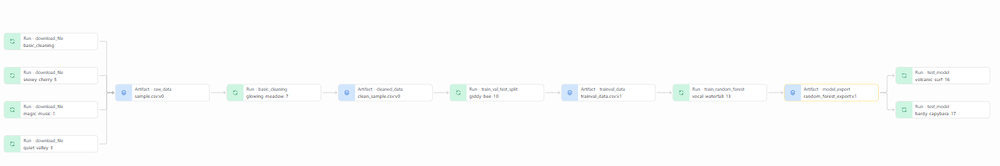 Run - download_file
basic_cleaning
Run - download_file
snowy-cherry-5
Run - download_file
magic-music-1
Run - download_file
quiet-valley-3
Artifact - raw_data
sample.csv:v0
Run - basic_cleaning
glowing-meadow-7
Artifact - cleaned_data
clean_sample.csv:v0
Run - train_val_test_split
giddy-bee-10
Artifact - trainval_data
trainval_data.csv:v1
Run - train_random_forest
vocal-waterfall-13
Artifact - model_export
random_forest_export:v1
Run - test_model
volcanic-surf-16
Run - test_model
hardy-capybara-17